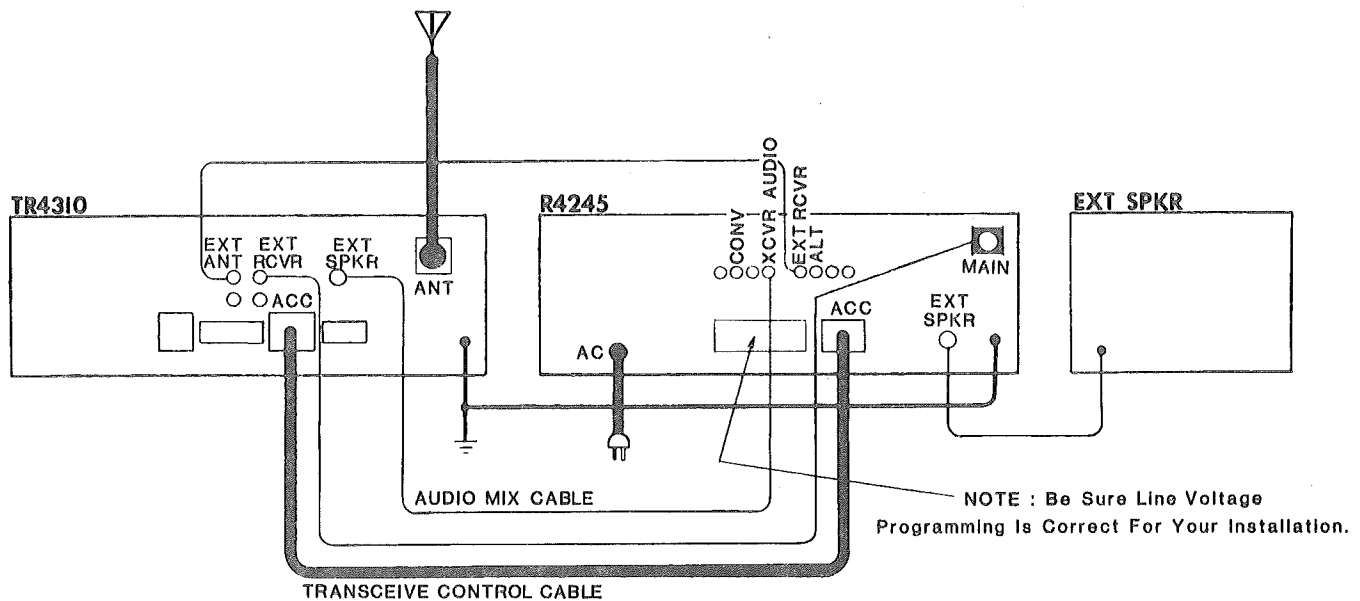 TR4310
R4245
EXT SPKR
EXT
ANT
EXT
RCVR
EXT
SPKR
ANT
ACC
CONV
XCVR AUDIO
EXT RCVR
ALT
MAIN
ACC
EXT
SPKR
AC
AUDIO MIX CABLE
NOTE : Be Sure Line Voltage
Programming Is Correct For Your Installation.
TRANSCEIVE CONTROL CABLE